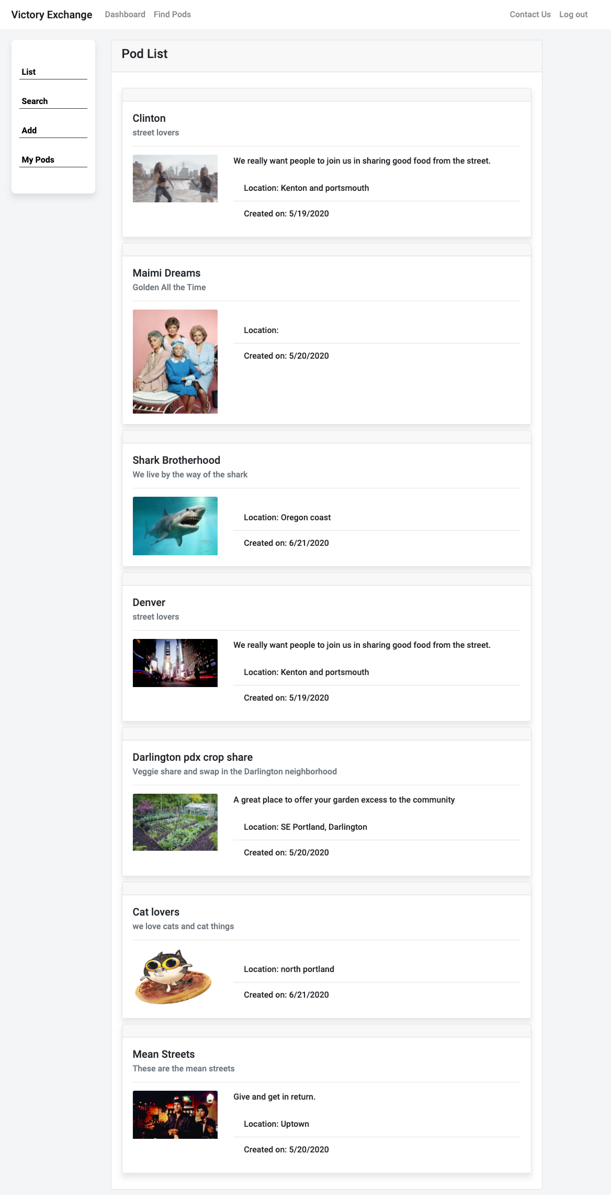 Victory Exchange Dashboard Find Pods Contact Us Log out
List
Search
Add
My Pods
Pod List
Clinton
street lovers
We really want people to join us in sharing good food from the street.
Location: Kenton and portsmouth
Created on: 5/19/2020
Maimi Dreams
Golden All the Time
Location:
Created on: 5/20/2020
Shark Brotherhood
We live by the way of the shark
Location: Oregon coast
Created on: 6/21/2020
Denver
street lovers
We really want people to join us in sharing good food from the street.
Location: Kenton and portsmouth
Created on: 5/19/2020
Darlington pdx crop share
Veggie share and swap in the Darlington neighborhood
A great place to offer your garden excess to the community
Location: SE Portland, Darlington
Created on: 5/20/2020
Cat lovers
we love cats and cat things
Location: north portland
Created on: 6/21/2020
Mean Streets
These are the mean streets
Give and get in return.
Location: Uptown
Created on: 5/20/2020